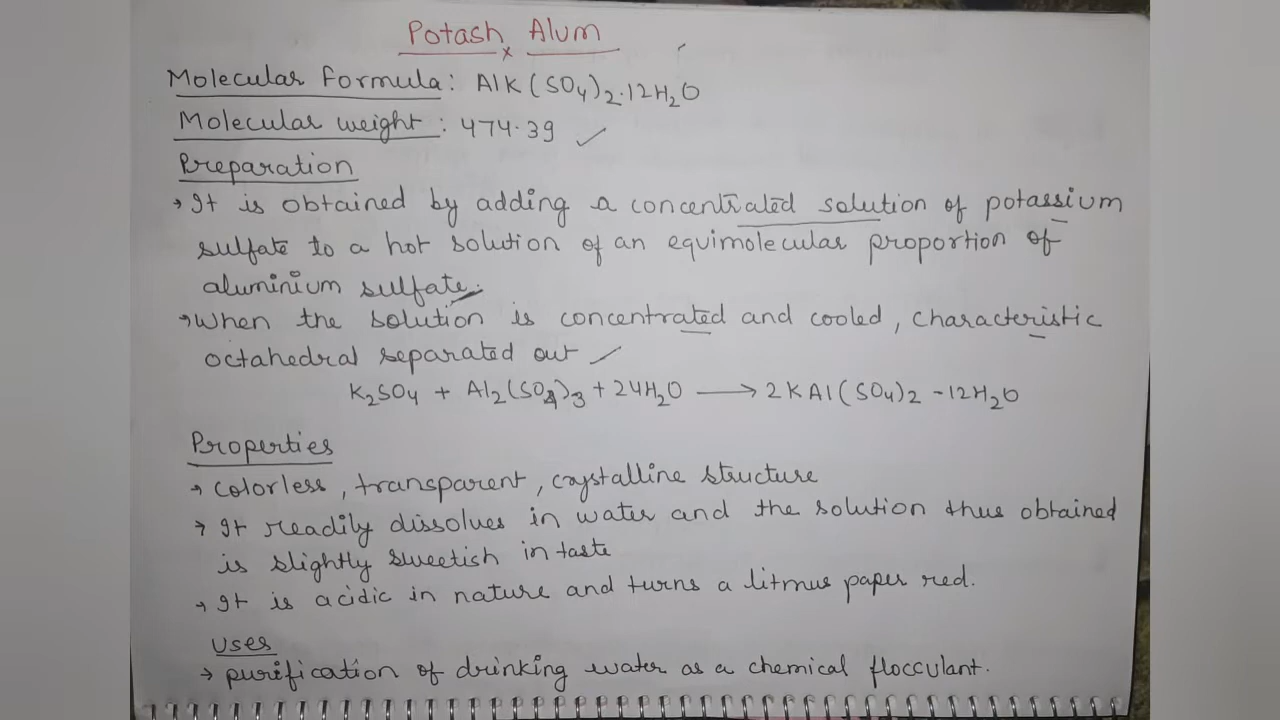 Potash Alum
Molecular Formula: AlK(SO₄)₂.12H₂O
Molecular weight: 474.39
Preparation
→ It is obtained by adding a concentrated solution of potassium
sulfate to a hot solution of an equimolecular proportion of
aluminium sulfate.
→ When the solution is concentrated and cooled, characteristic
octahedral separated out
K₂SO₄ + Al₂(SO₄)₃ + 24H₂O ⟶ 2KAl(SO₄)₂ -12H₂O
Properties
→ Colorless, transparent, crystalline structure
→ It readily dissolves in water and the solution thus obtained
is slightly sweetish in taste
→ It is acidic in nature and turns a litmus paper red.
Uses
→ purification of drinking water as a chemical flocculant.